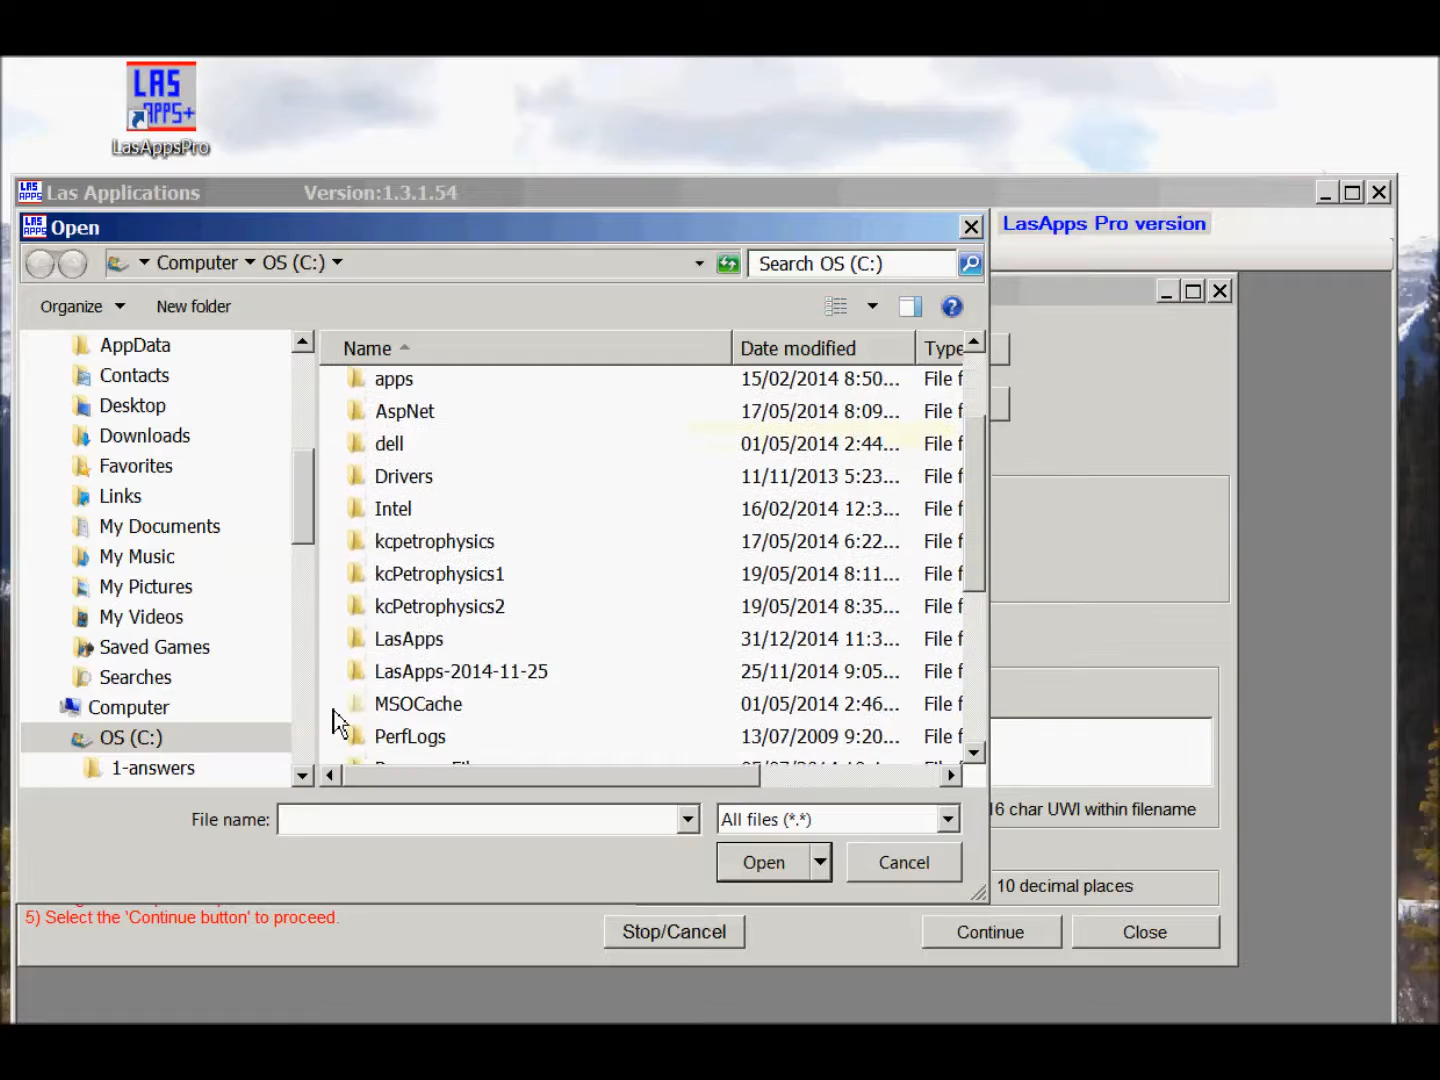 LAS
APPS+
LasAppsPro
LAS APPS Las Applications Version:1.3.1.54
LAS APPS Open
LasApps Pro version
Computer OS (C:) Search OS (C:)
Organize New folder
Name Date modified Type
AppData
Contacts
Desktop
Downloads
Favorites
Links
My Documents
My Music
My Pictures
My Videos
Saved Games
Searches
Computer
OS (C:)
1-answers
apps 15/02/2014 8:50... File f
AspNet 17/05/2014 8:09... File f
dell 01/05/2014 2:44... File f
Drivers 11/11/2013 5:23... File f
Intel 16/02/2014 12:3... File f
kcpetrophysics 17/05/2014 6:22... File f
kcPetrophysics1 19/05/2014 8:11... File f
kcPetrophysics2 19/05/2014 8:35... File f
LasApps 31/12/2014 11:3... File f
LasApps-2014-11-25 25/11/2014 9:05... File f
MSOCache 01/05/2014 2:46... File f
PerfLogs 13/07/2009 9:20... File f
File name: All files (*.*)
Open Cancel
16 char UWI within filename
10 decimal places
5) Select the 'Continue button' to proceed.
Stop/Cancel Continue Close